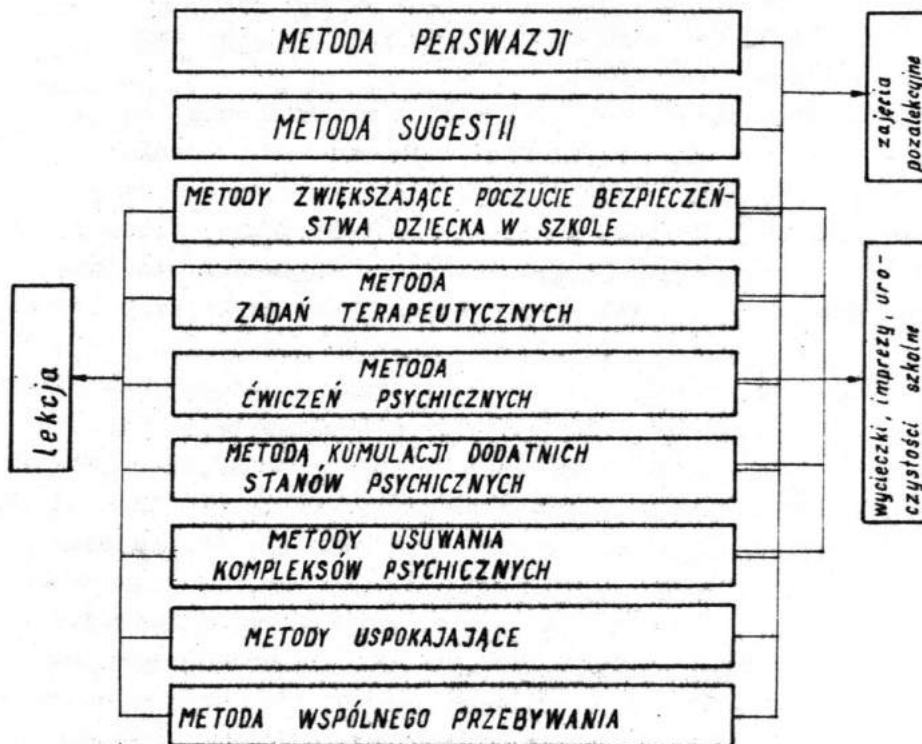 METODA PERSWAZJI
METODA SUGESTII
METODY ZWIĘKSZAJĄCE POCZUCIE BEZPIECZEŃ-
STWA DZIECKA W SZKOLE
METODA
ZADAŃ TERAPEUTYCZNYCH
METODA
ĆWICZEŃ PSYCHICZNYCH
METODĄ KUMULACJI DODATNICH
STANÓW PSYCHICZNYCH
METODY USUWANIA
KOMPLEKSÓW PSYCHICZNYCH
METODY USPOKAJAJĄCE
METODA WSPÓLNEGO PRZEBYWANIA
lekcja
zajęcia
pozalekcyjne
wycieczki, imprezy, uro-
czystości szkolne